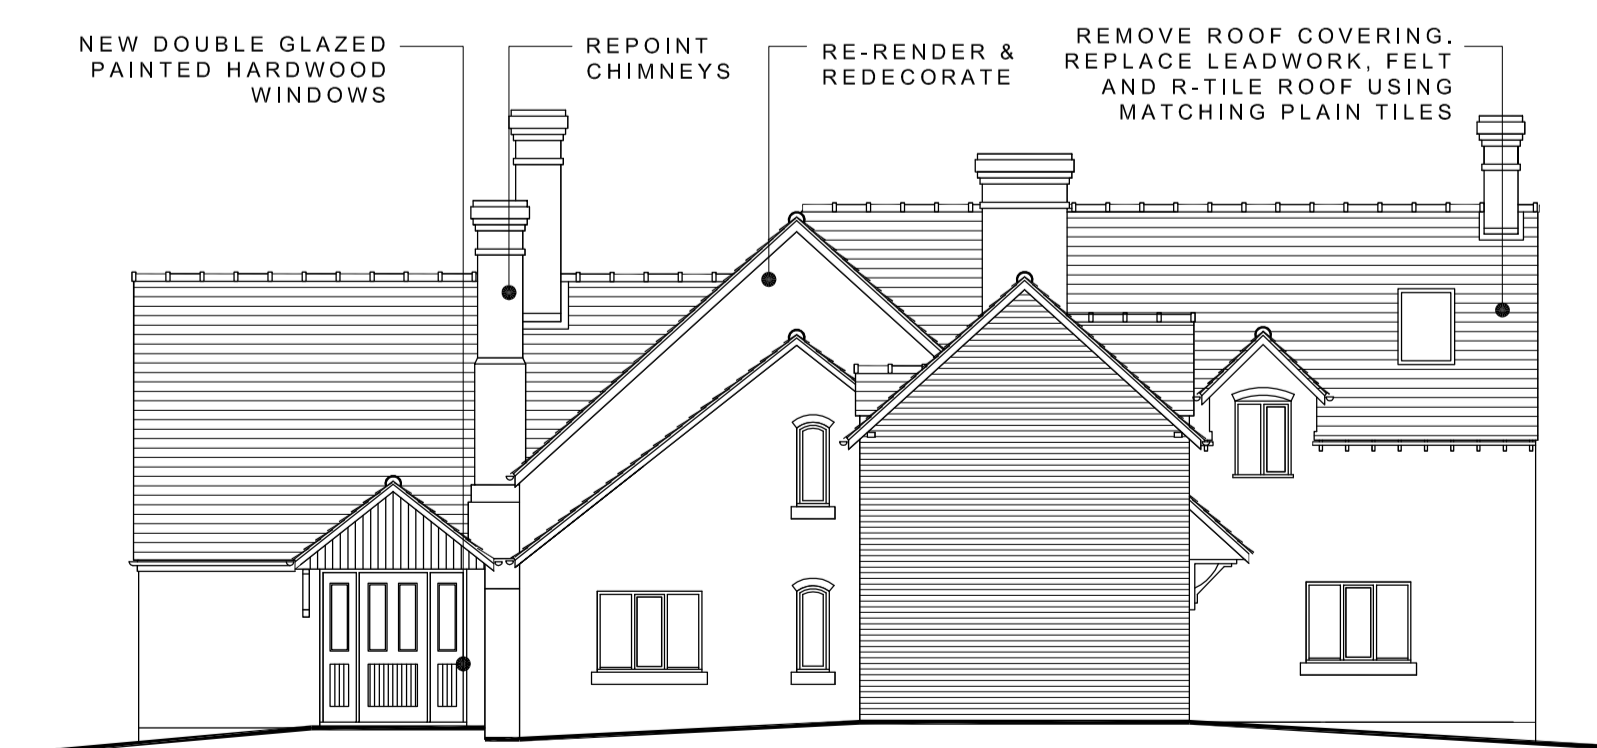 NEW DOUBLE GLAZED
PAINTED HARDWOOD
WINDOWS
REPOINT
CHIMNEYS
RE-RENDER &
REDECORATE
REMOVE ROOF COVERING.
REPLACE LEADWORK, FELT
AND R-TILE ROOF USING
MATCHING PLAIN TILES